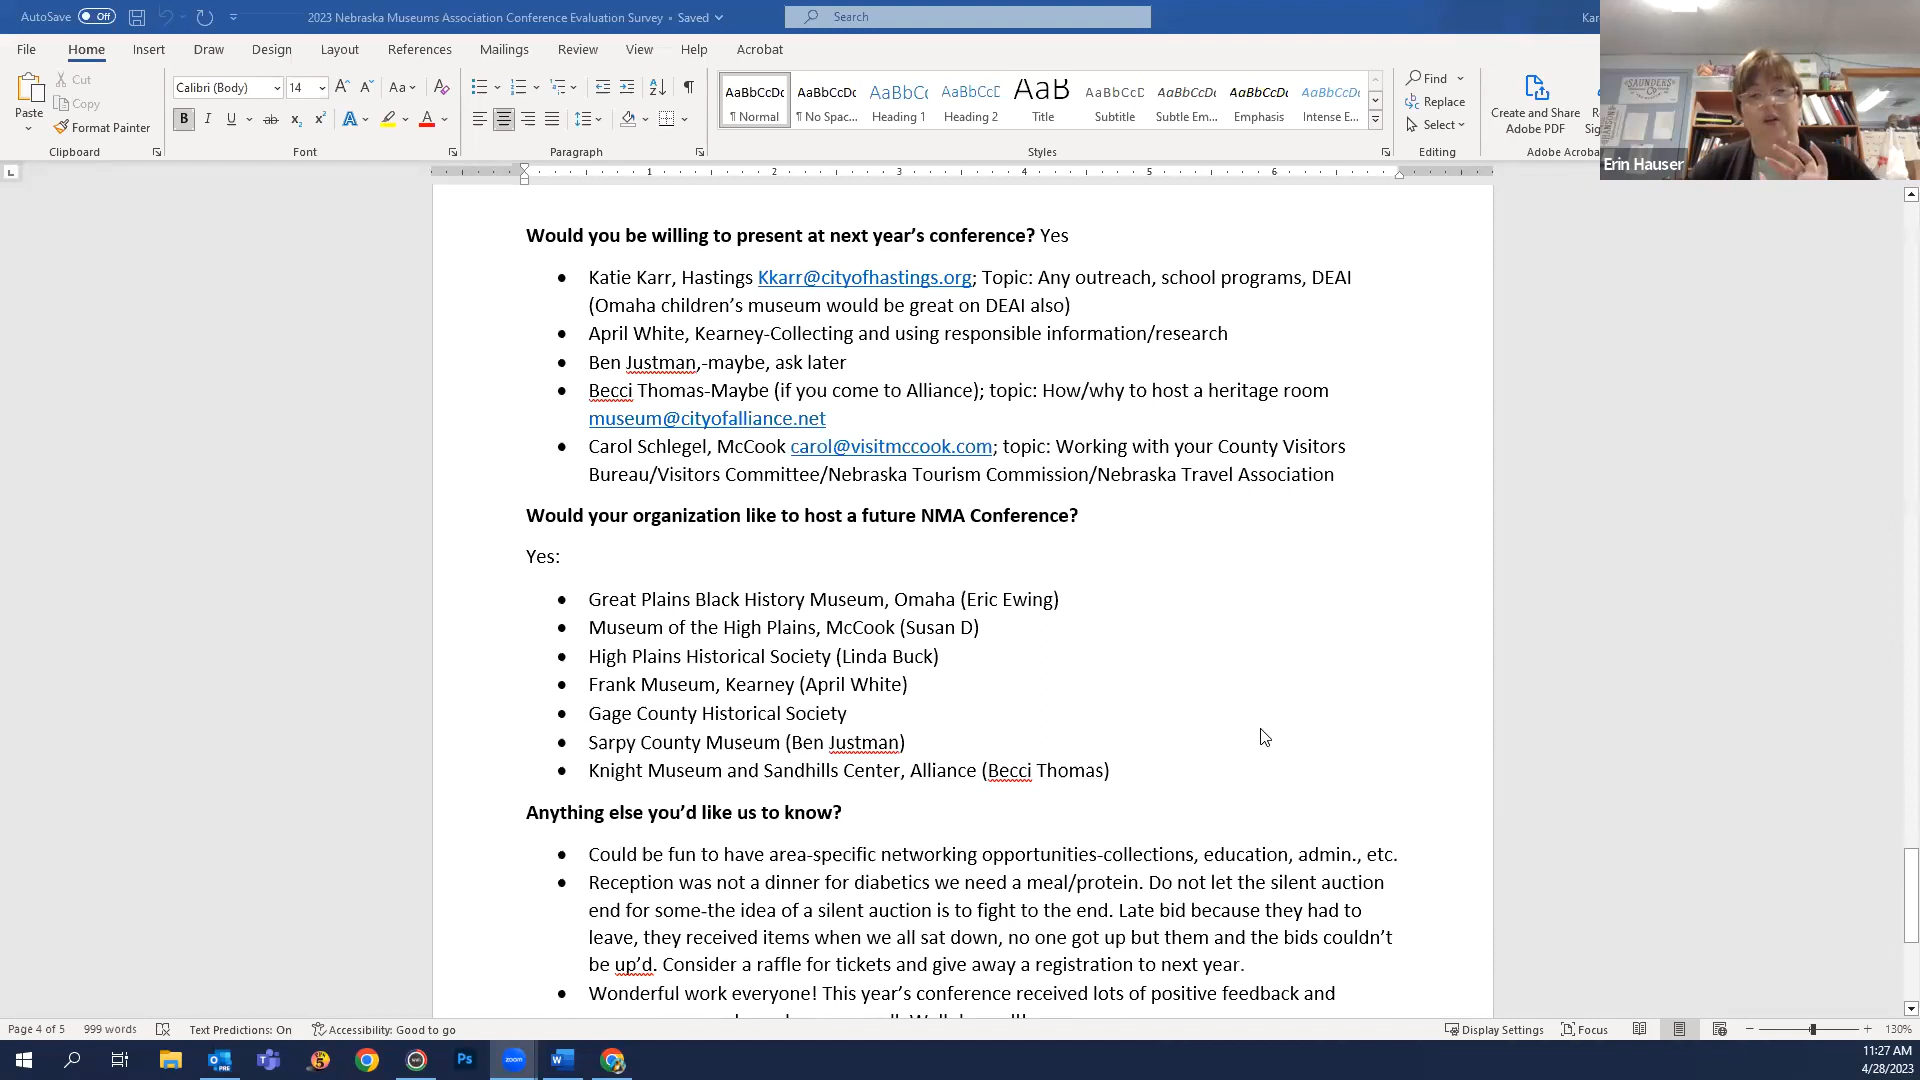 AutoSave Off 2023 Nebraska Museums Association Conference Evaluation Survey • Saved Search
File Home Insert Draw Design Layout References Mailings Review View Help Acrobat
Paste
Cut
Copy
Format Painter
Clipboard
Calibri (Body) 14
Font
Paragraph
AaBbCcDc AaBbCcDc AaBbCc AaBbCcD AaB AaBbCcD AaBbCcDc AaBbCcDc AaBbCcDc
¶ Normal ¶ No Spac... Heading 1 Heading 2 Title Subtitle Subtle Em... Emphasis Intense E...
Styles
Find
Replace
Select
Editing
Create and Share
Adobe PDF
Adobe Acroba
SAUNDERS
Erin Hauser
1 2 3 4 5 6
Would you be willing to present at next year’s conference? Yes
• Katie Karr, Hastings Kkarr@cityofhastings.org; Topic: Any outreach, school programs, DEAI
(Omaha children’s museum would be great on DEAI also)
• April White, Kearney-Collecting and using responsible information/research
• Ben Justman,-maybe, ask later
• Becci Thomas-Maybe (if you come to Alliance); topic: How/why to host a heritage room
museum@cityofalliance.net
• Carol Schlegel, McCook carol@visitmccook.com; topic: Working with your County Visitors
Bureau/Visitors Committee/Nebraska Tourism Commission/Nebraska Travel Association
Would your organization like to host a future NMA Conference?
Yes:
• Great Plains Black History Museum, Omaha (Eric Ewing)
• Museum of the High Plains, McCook (Susan D)
• High Plains Historical Society (Linda Buck)
• Frank Museum, Kearney (April White)
• Gage County Historical Society
• Sarpy County Museum (Ben Justman)
• Knight Museum and Sandhills Center, Alliance (Becci Thomas)
Anything else you’d like us to know?
• Could be fun to have area-specific networking opportunities-collections, education, admin., etc.
• Reception was not a dinner for diabetics we need a meal/protein. Do not let the silent auction
end for some-the idea of a silent auction is to fight to the end. Late bid because they had to
leave, they received items when we all sat down, no one got up but them and the bids couldn’t
be up’d. Consider a raffle for tickets and give away a registration to next year.
• Wonderful work everyone! This year’s conference received lots of positive feedback and
Page 4 of 5 999 words Text Predictions: On Accessibility: Good to go Display Settings Focus 130%
11:27 AM
4/28/2023